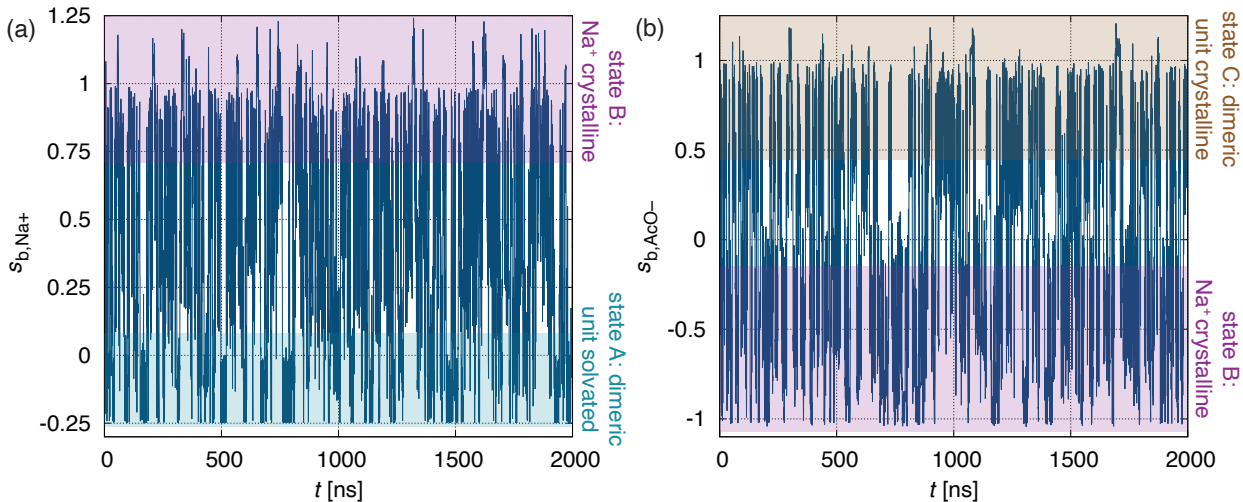 (a)
1.25
1
0.75
0.5
0.25
0
-0.25
s_b,Na+
0
500
1000
1500
2000
t [ns]
state B:
Na⁺ crystalline
state A: dimeric
unit solvated
(b)
1
0.5
0
-0.5
-1
s_b,AcO–
0
500
1000
1500
2000
t [ns]
state C: dimeric
unit crystalline
state B:
Na⁺ crystalline